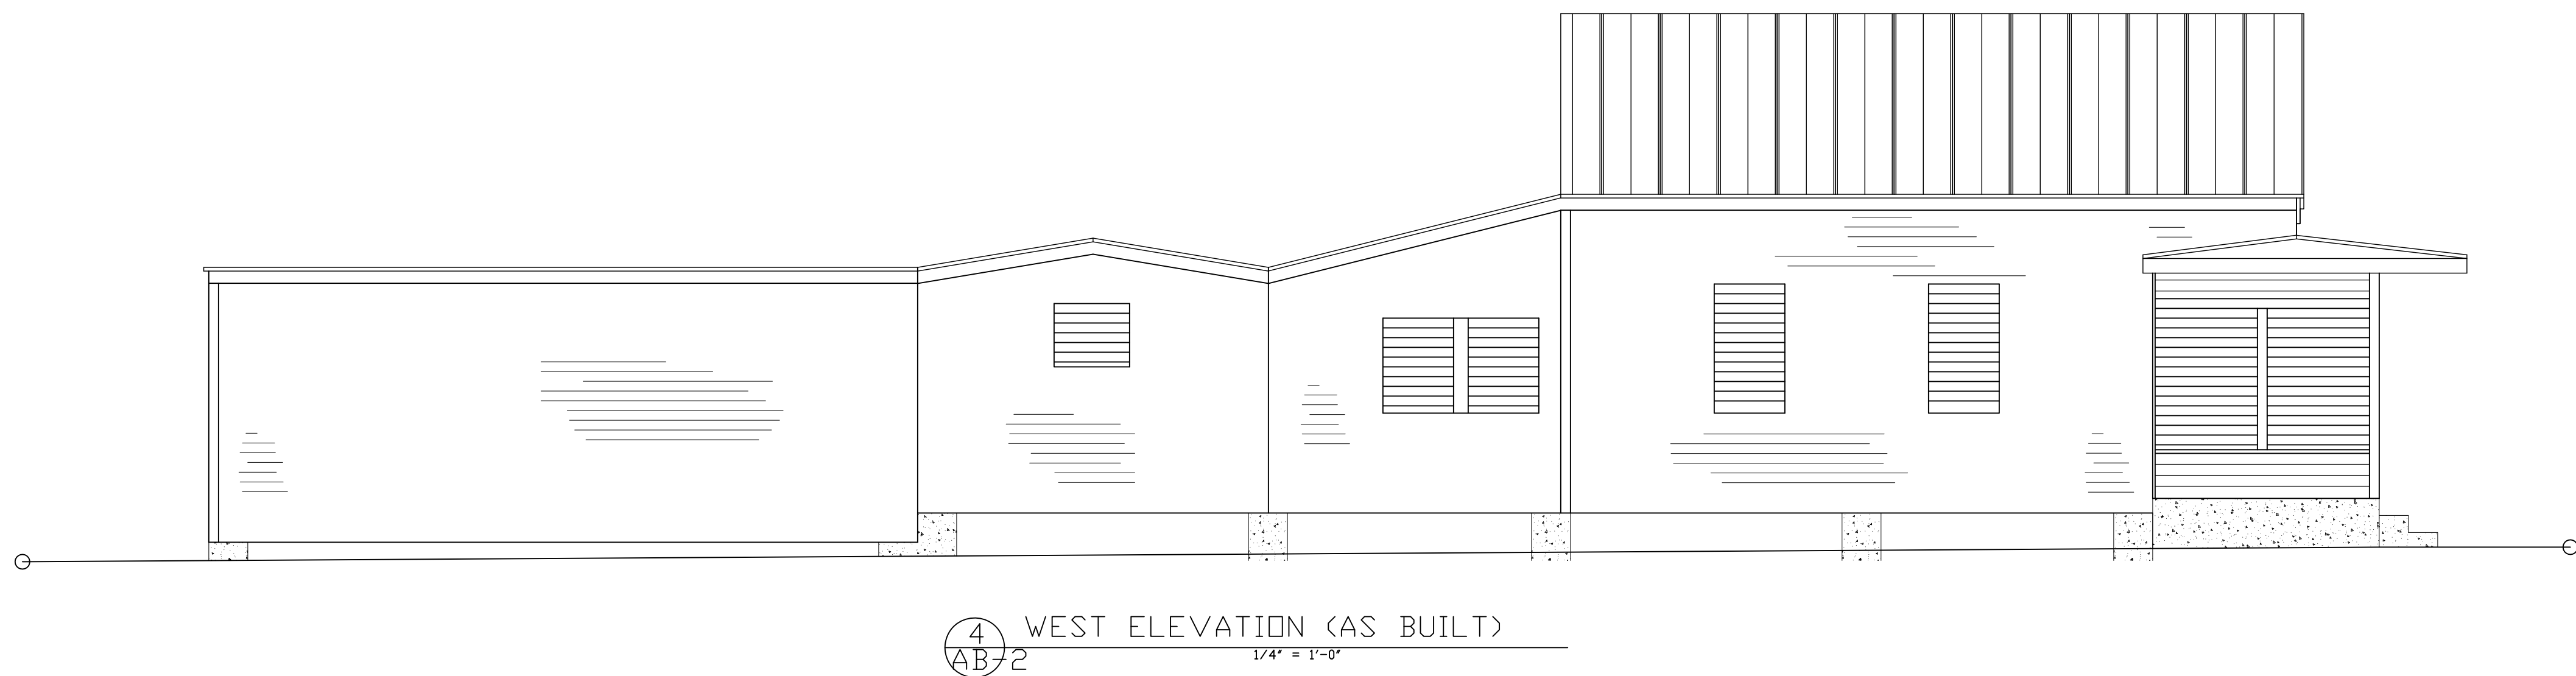 4
WEST ELEVATION (AS BUILT)
AB-2
1/4" = 1'-0"